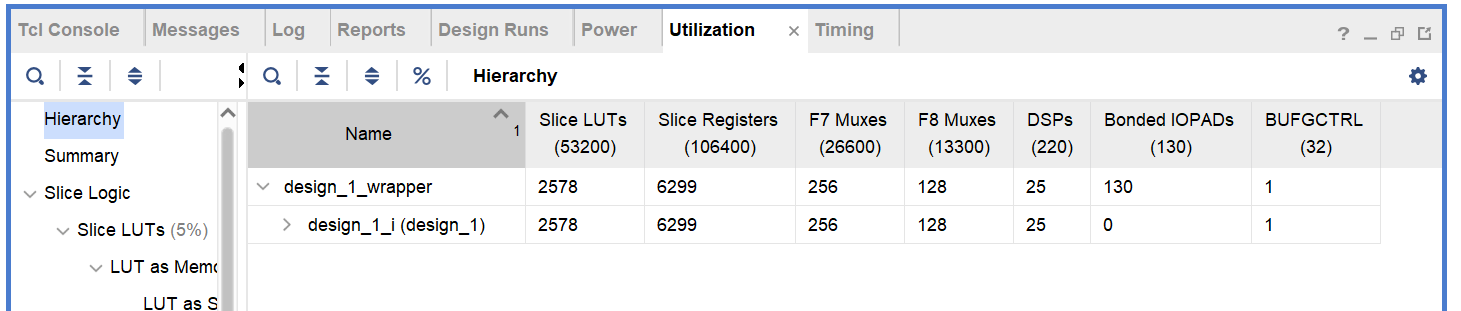 Tcl Console Messages Log Reports Design Runs Power Utilization × Timing ? _
% Hierarchy
Hierarchy
Summary
Slice Logic
Slice LUTs (5%)
LUT as Memo
LUT as S
Name 1 Slice LUTs (53200) Slice Registers (106400) F7 Muxes (26600) F8 Muxes (13300) DSPs (220) Bonded IOPADs (130) BUFGCTRL (32)
design_1_wrapper 2578 6299 256 128 25 130 1
design_1_i (design_1) 2578 6299 256 128 25 0 1